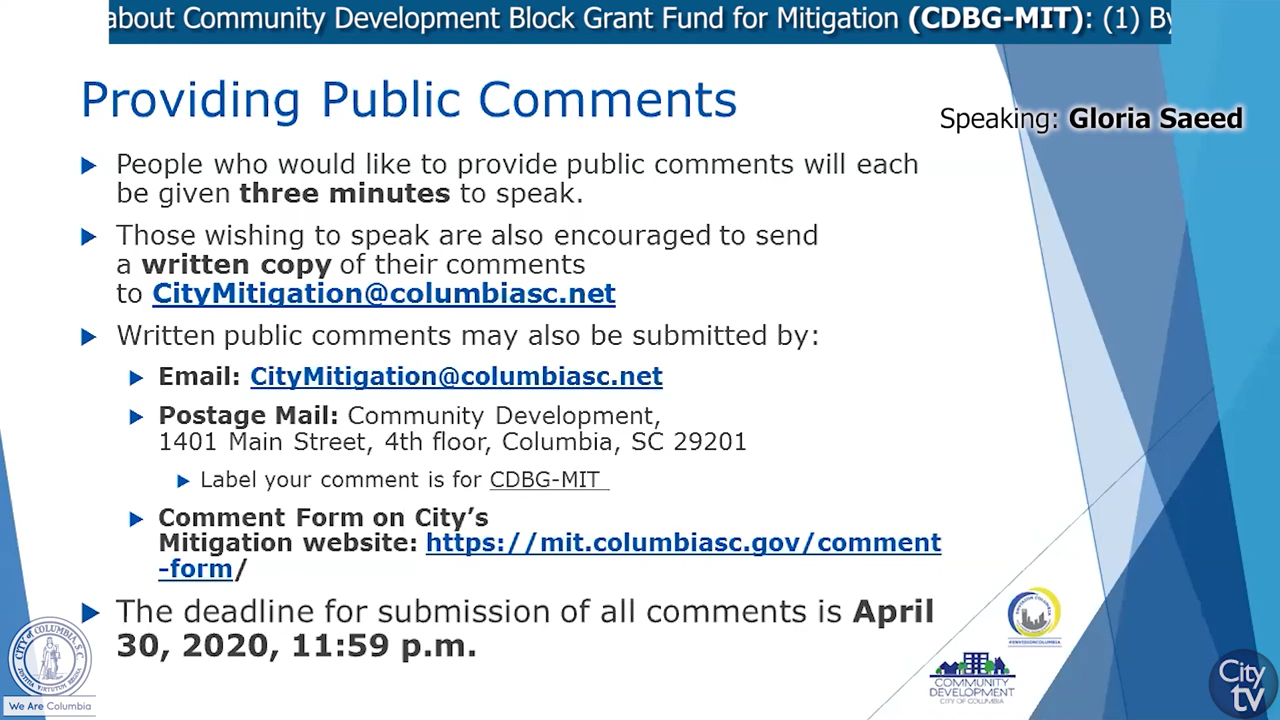 about Community Development Block Grant Fund for Mitigation (CDBG-MIT): (1) By
Providing Public Comments
Speaking: Gloria Saeed
People who would like to provide public comments will each
be given three minutes to speak.
Those wishing to speak are also encouraged to send
a written copy of their comments
to CityMitigation@columbiasc.net
Written public comments may also be submitted by:
Email: CityMitigation@columbiasc.net
Postage Mail: Community Development,
1401 Main Street, 4th floor, Columbia, SC 29201
Label your comment is for CDBG-MIT
Comment Form on City’s
Mitigation website: https://mit.columbiasc.gov/comment
-form/
The deadline for submission of all comments is April
30, 2020, 11:59 p.m.
CITY OF COLUMBIA, S.C.
We Are Columbia
COMMUNITY
DEVELOPMENT
CITY OF COLUMBIA
City
tv